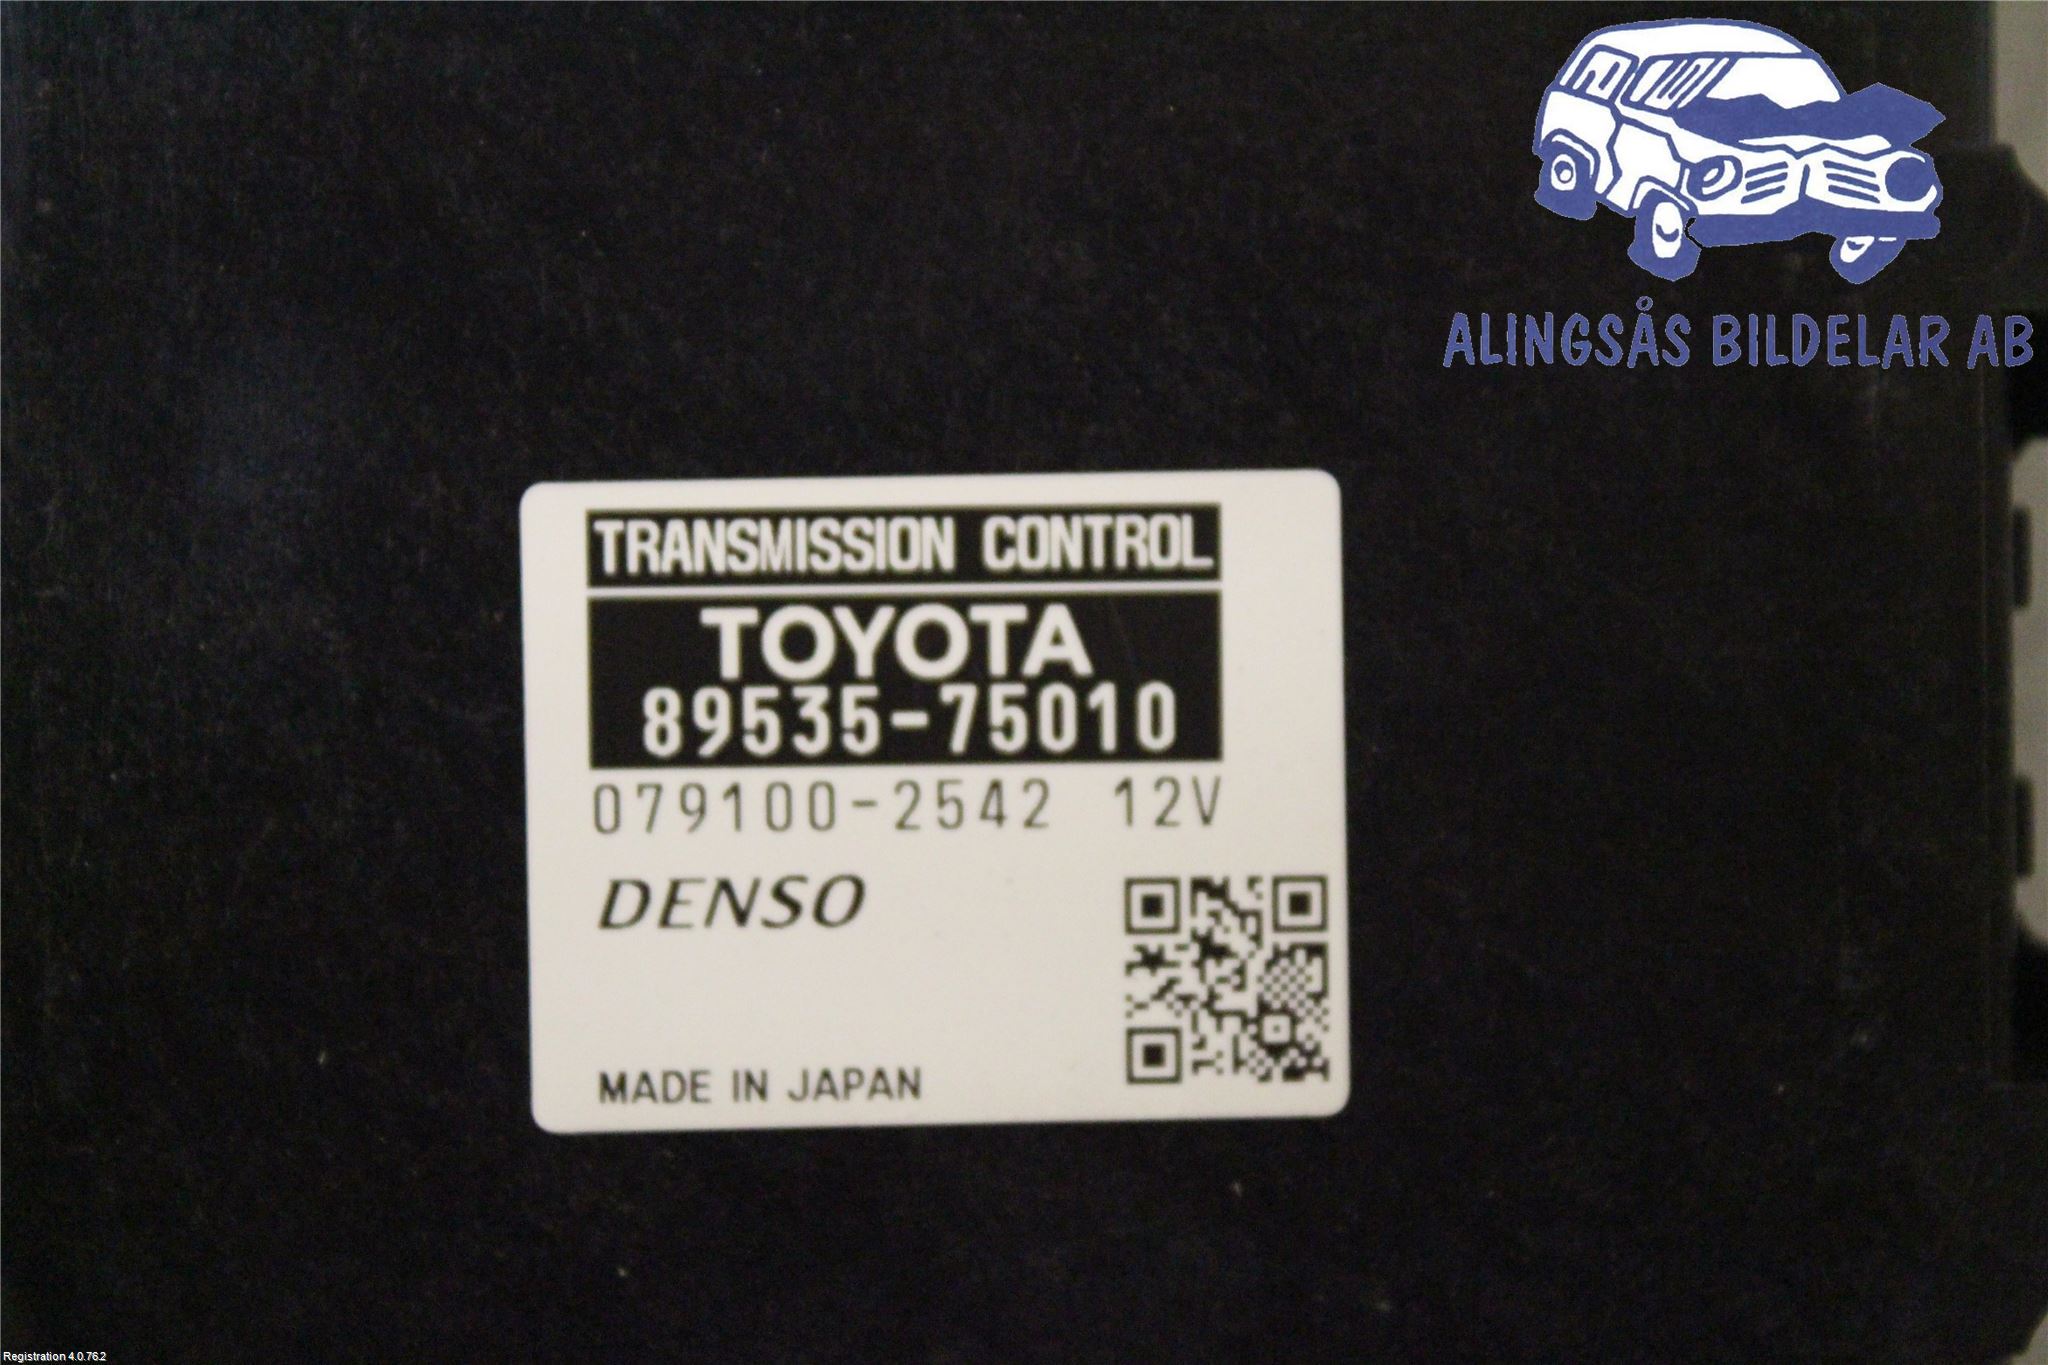 ALINGSÅS BILDELAR AB
TRANSMISSION CONTROL
TOYOTA
89535-75010
079100-2542 12V
DENSO
MADE IN JAPAN
Registration 4.0.76.2